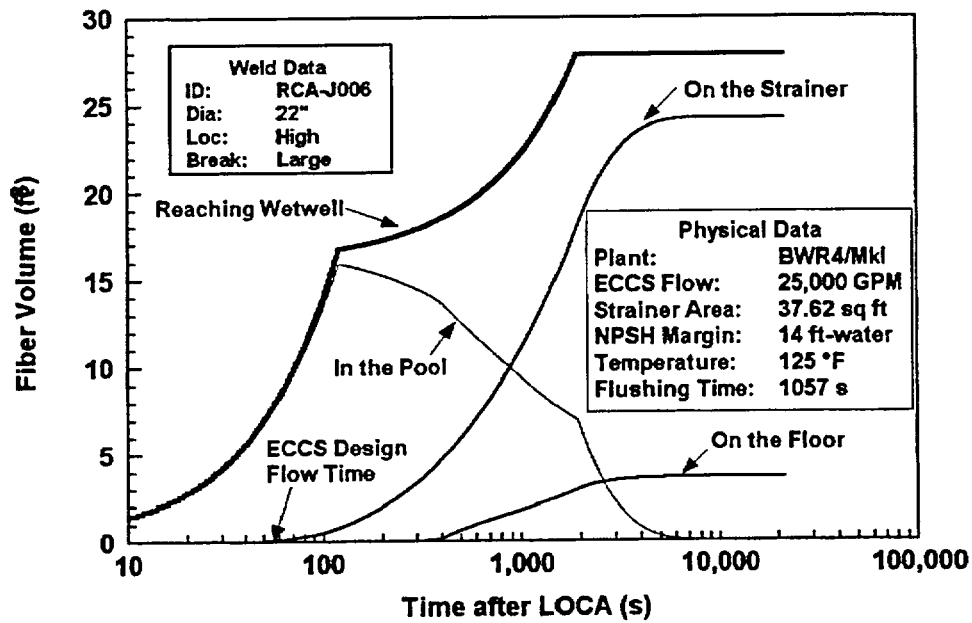 30
25
20
15
10
5
0
Fiber Volume (ft³)
Weld Data
ID: RCA-J006
Dia: 22"
Loc: High
Break: Large
On the Strainer
Reaching Wetwell
Physical Data
Plant: BWR4/MkI
ECCS Flow: 25,000 GPM
Strainer Area: 37.62 sq ft
NPSH Margin: 14 ft-water
Temperature: 125 °F
Flushing Time: 1057 s
In the Pool
On the Floor
ECCS Design
Flow Time
10 100 1,000 10,000 100,000
Time after LOCA (s)